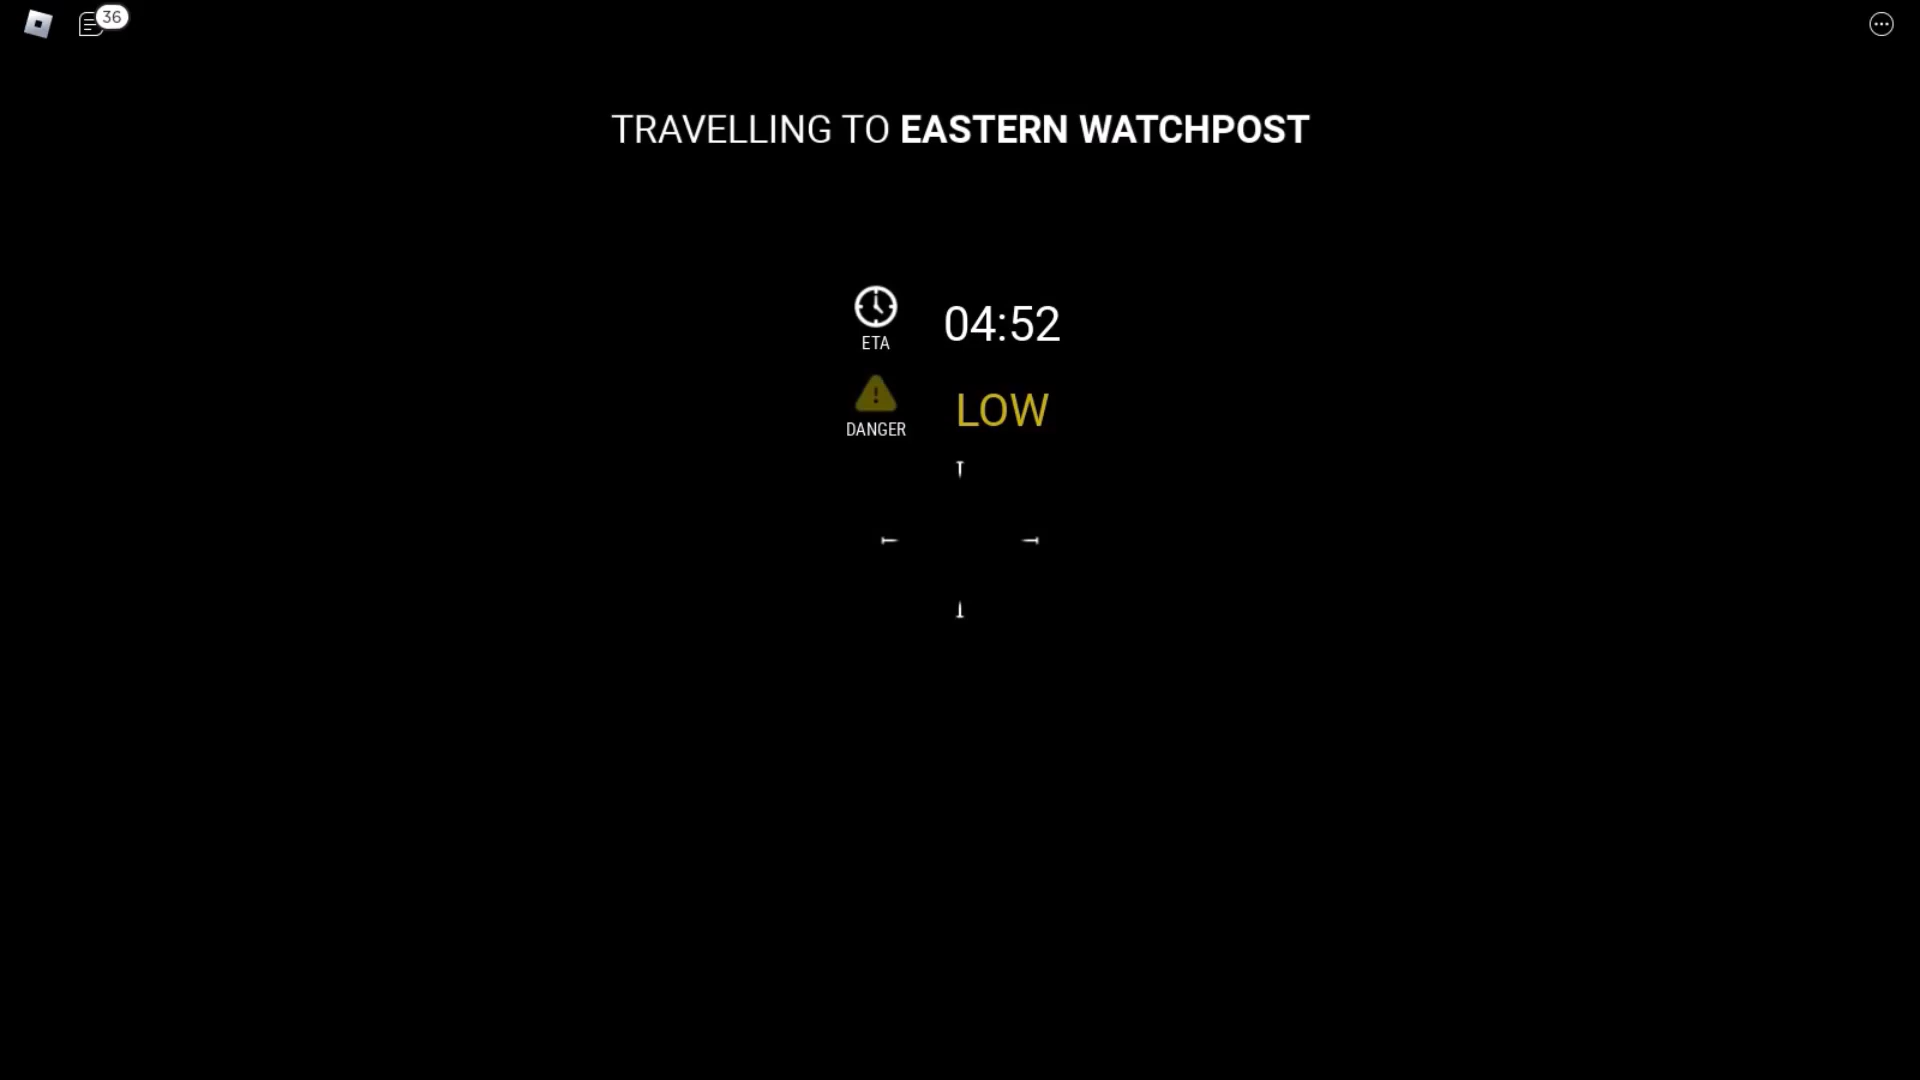 36
TRAVELLING TO EASTERN WATCHPOST
04:52
ETA
LOW
DANGER